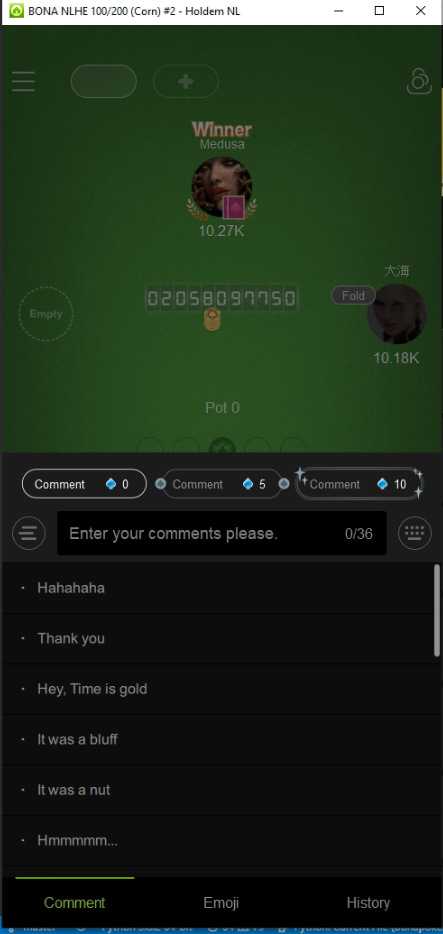 BONA NLHE 100/200 (Corn) #2 - Holdem NL
Winner
Medusa
10.27K
大海
Fold
Empty
02058097750
10.18K
Pot 0
Comment 0
Comment 5
Comment 10
Enter your comments please. 0/36
· Hahahaha
· Thank you
· Hey, Time is gold
· It was a bluff
· It was a nut
· Hmmmmm...
Comment Emoji History